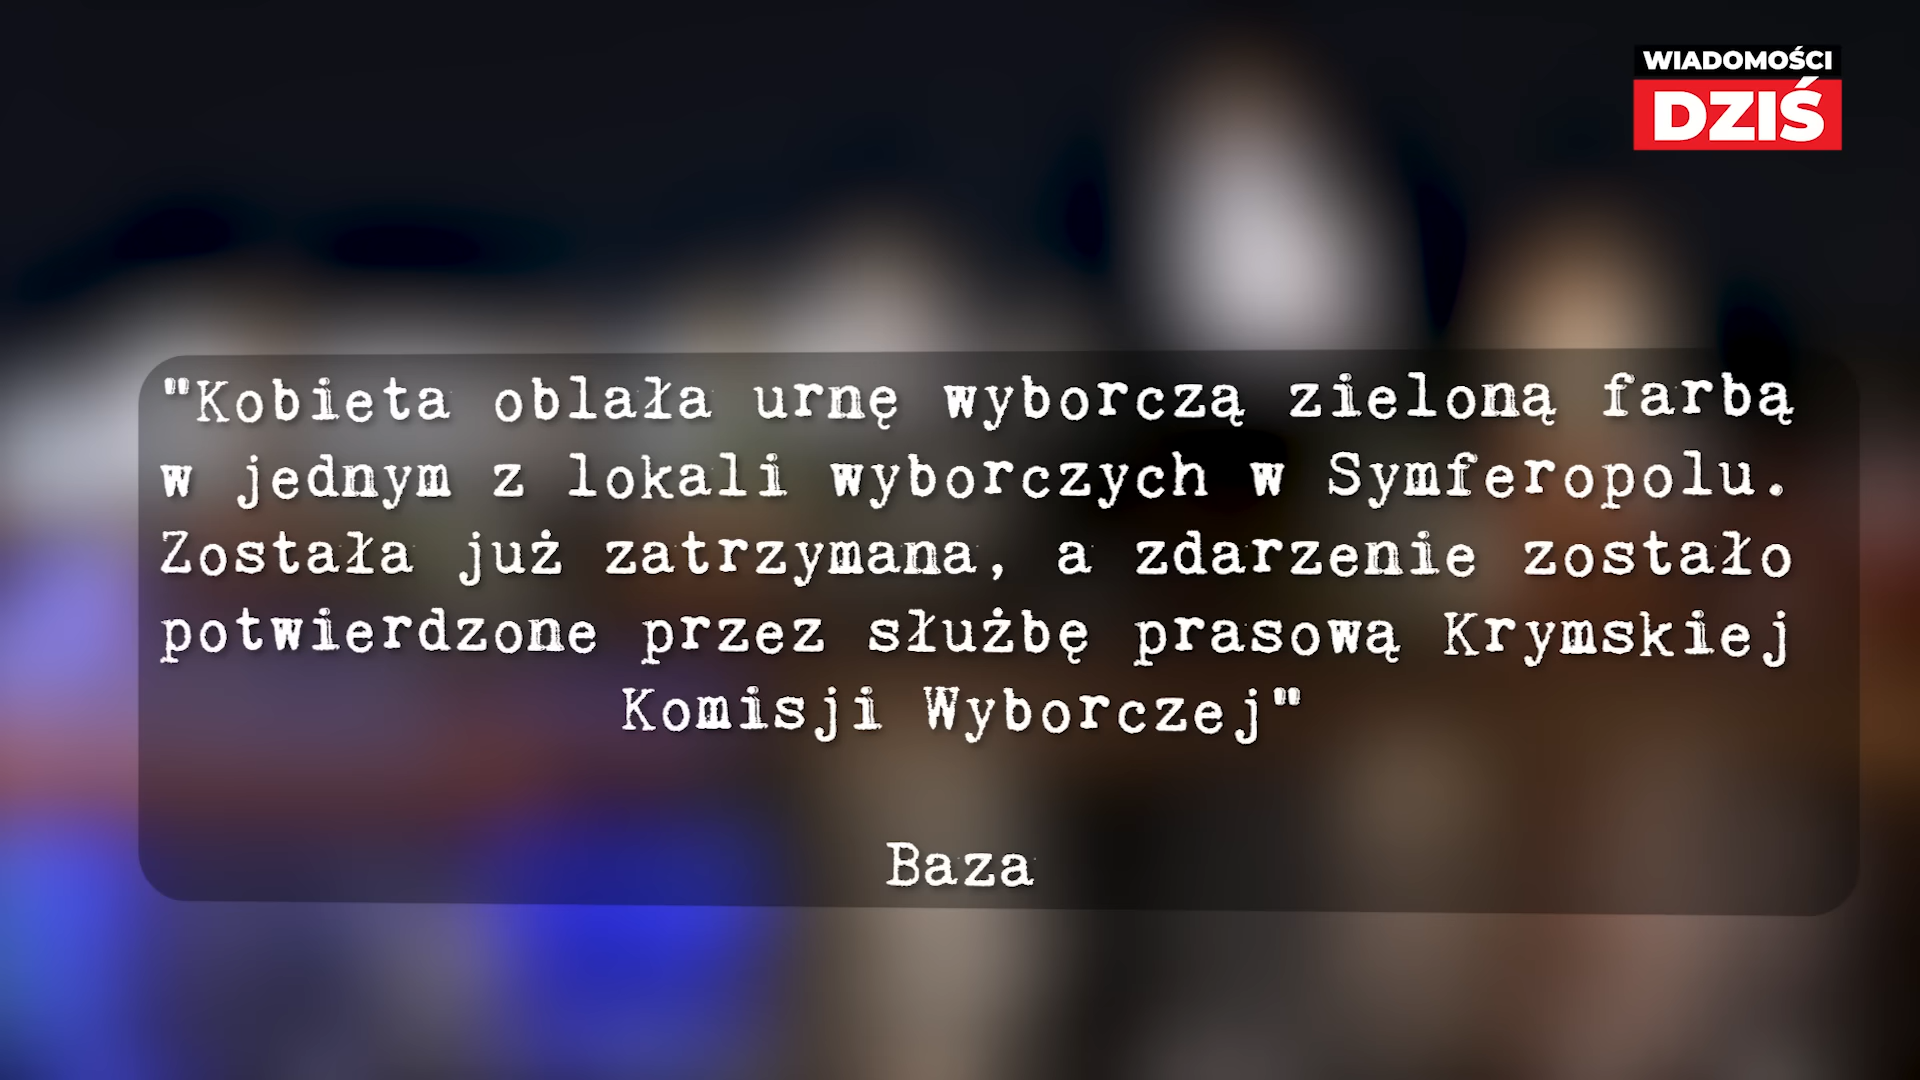 WIADOMOŚCI
DZIŚ
"Kobieta oblała urnę wyborczą zieloną farbą
w jednym z lokali wyborczych w Symferopolu.
Została już zatrzymana, a zdarzenie zostało
potwierdzone przez służbę prasową Krymskiej
Komisji Wyborczej"
Baza